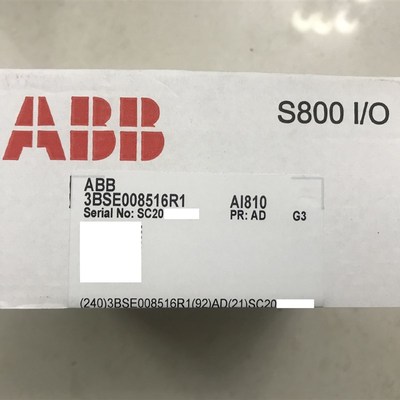 ABB
S800 I/O
ABB
3BSE008516R1 AI810
Serial No: SC20 PR: AD G3
(240)3BSE008516R1(92)AD(21)SC20